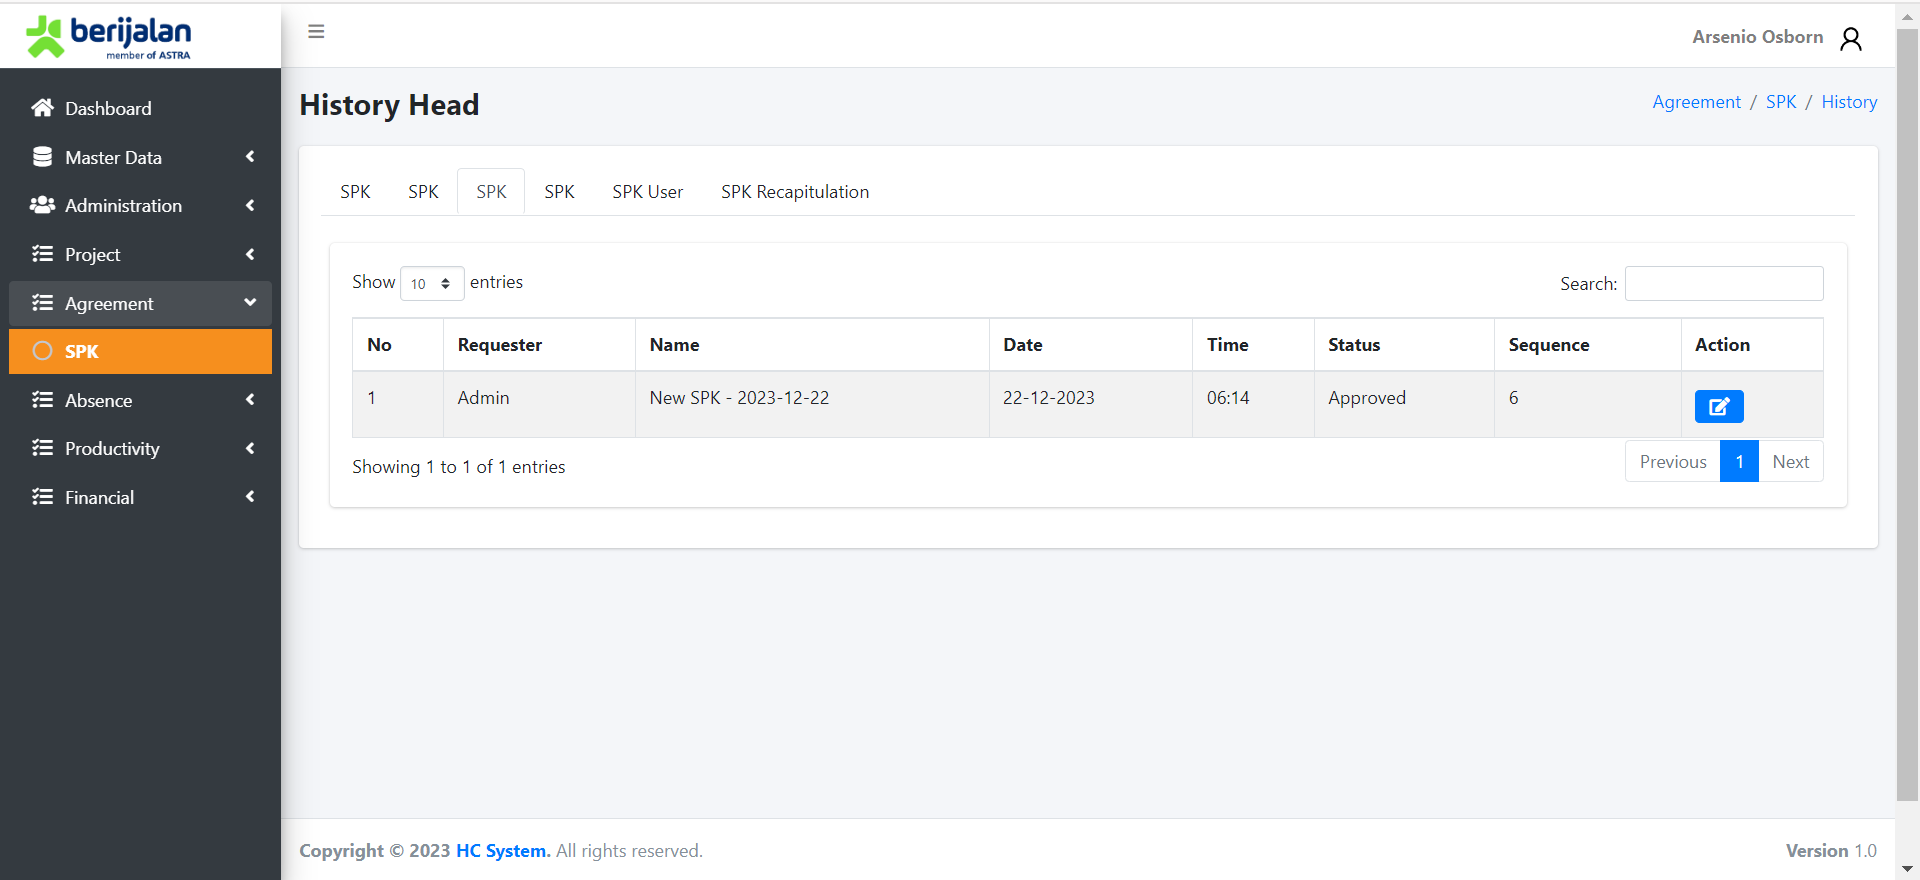 berijalan
member of ASTRA
Arsenio Osborn
Dashboard
Master Data
Administration
Project
Agreement
SPK
Absence
Productivity
Financial
History Head
Agreement / SPK / History
SPK SPK SPK SPK SPK User SPK Recapitulation
Show 10 entries Search:
No Requester Name Date Time Status Sequence Action
1 Admin New SPK - 2023-12-22 22-12-2023 06:14 Approved 6
Showing 1 to 1 of 1 entries
Previous 1 Next
Copyright © 2023 HC System. All rights reserved.
Version 1.0